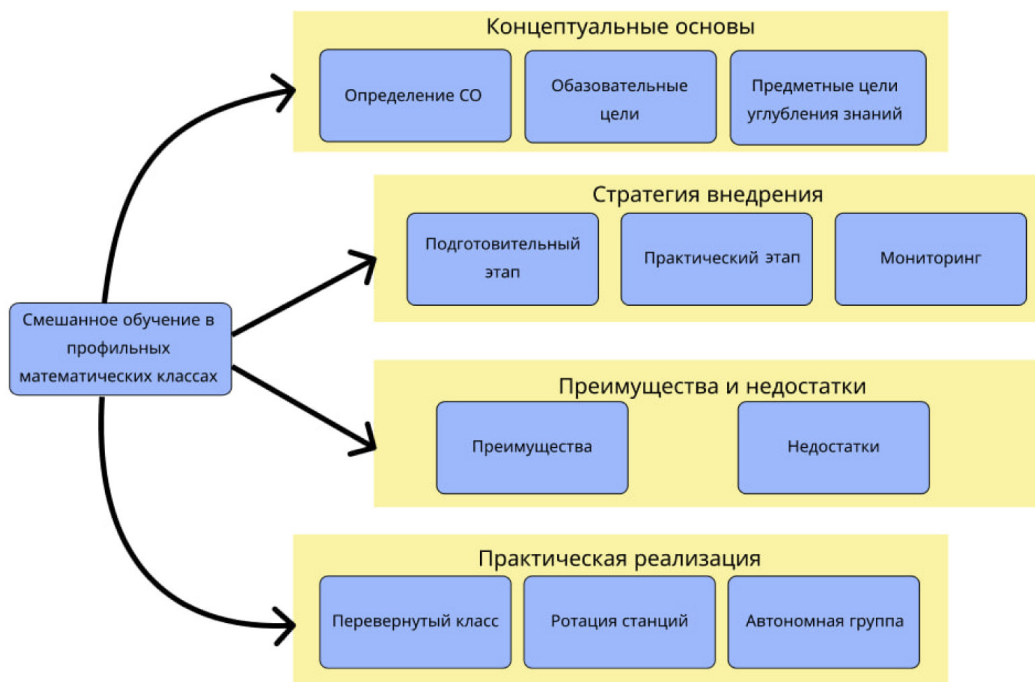 Концептуальные основы
Определение СО
Обазовательные
цели
Предметные цели
углубления знаний
Стратегия внедрения
Подготовительный
этап
Практический этап
Мониторинг
Смешанное обучение в
профильных
математических классах
Преимущества и недостатки
Преимущества
Недостатки
Практическая реализация
Перевернутый класс
Ротация станций
Автономная группа